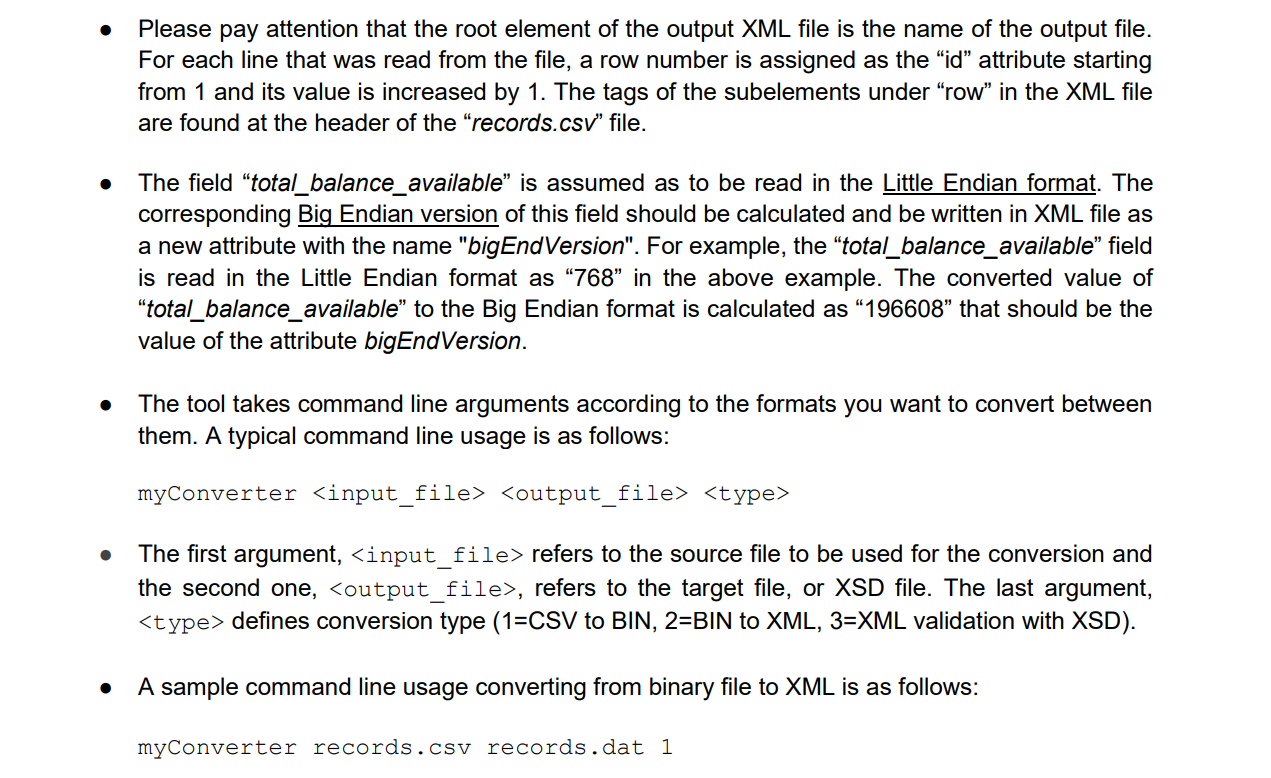 ● Please pay attention that the root element of the output XML file is the name of the output file.
For each line that was read from the file, a row number is assigned as the “id” attribute starting
from 1 and its value is increased by 1. The tags of the subelements under “row” in the XML file
are found at the header of the “records.csv” file.
● The field “total_balance_available” is assumed as to be read in the Little Endian format. The
corresponding Big Endian version of this field should be calculated and be written in XML file as
a new attribute with the name "bigEndVersion". For example, the “total_balance_available” field
is read in the Little Endian format as “768” in the above example. The converted value of
“total_balance_available” to the Big Endian format is calculated as “196608” that should be the
value of the attribute bigEndVersion.
● The tool takes command line arguments according to the formats you want to convert between
them. A typical command line usage is as follows:
myConverter <input_file> <output_file> <type>
● The first argument, <input_file> refers to the source file to be used for the conversion and
the second one, <output_file>, refers to the target file, or XSD file. The last argument,
<type> defines conversion type (1=CSV to BIN, 2=BIN to XML, 3=XML validation with XSD).
● A sample command line usage converting from binary file to XML is as follows:
myConverter records.csv records.dat 1